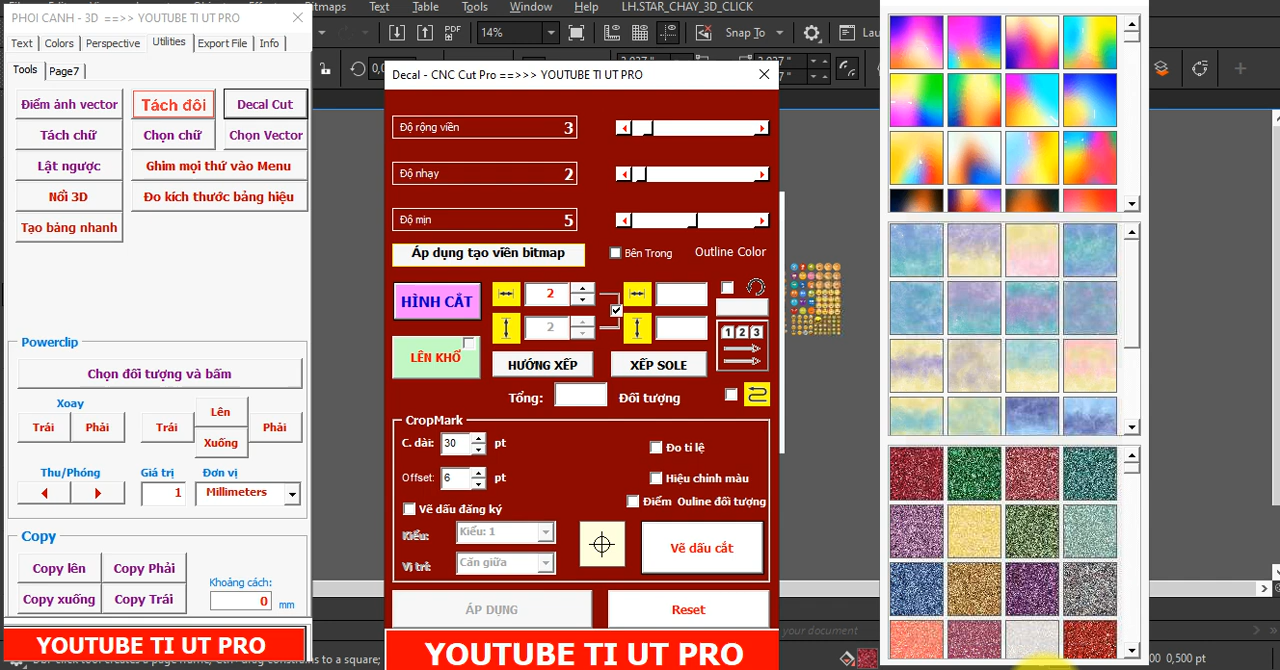 PHOI CANH - 3D ==>> YOUTUBE TI UT PRO
Bitmaps Text Table Tools Window Help LH.STAR_CHAY_3D_CLICK
Text Colors Perspective Utilities Export File Info
PDF 14% Snap To
Tools Page7
Decal - CNC Cut Pro ==>>> YOUTUBE TI UT PRO
Điểm ảnh vector Tách đôi Decal Cut
Tách chữ Chọn chữ Chọn Vector
Lật ngược Ghim mọi thứ vào Menu
Nối 3D Đo kích thước bảng hiệu
Tạo bảng nhanh
Độ rộng viền 3
Độ nhạy 2
Độ mịn 5
Áp dụng tạo viền bitmap Bên Trong Outline Color
HÌNH CẮT 2
2
1 2 3
LÊN KHỔ HƯỚNG XẾP XẾP SOLE
Tổng: Đối tượng
Powerclip
Chọn đối tượng và bấm
Xoay
Trái Phải Trái Lên Phải
Xuống
Thu/Phóng Giá trị Đơn vị
1 Millimeters
Copy
Copy lên Copy Phải
Copy xuống Copy Trái
Khoảng cách:
0 mm
YOUTUBE TI UT PRO
CropMark
C. dài: 30 pt Đo tỉ lệ
Offset: 6 pt Hiệu chỉnh màu
Vẽ dấu đăng ký Điểm Ouline đối tượng
Kiểu: Kiểu: 1 Vẽ dấu cắt
Vị trí: Căn giữa
ÁP DỤNG Reset
YOUTUBE TI UT PRO
your document
00 0,500 pt